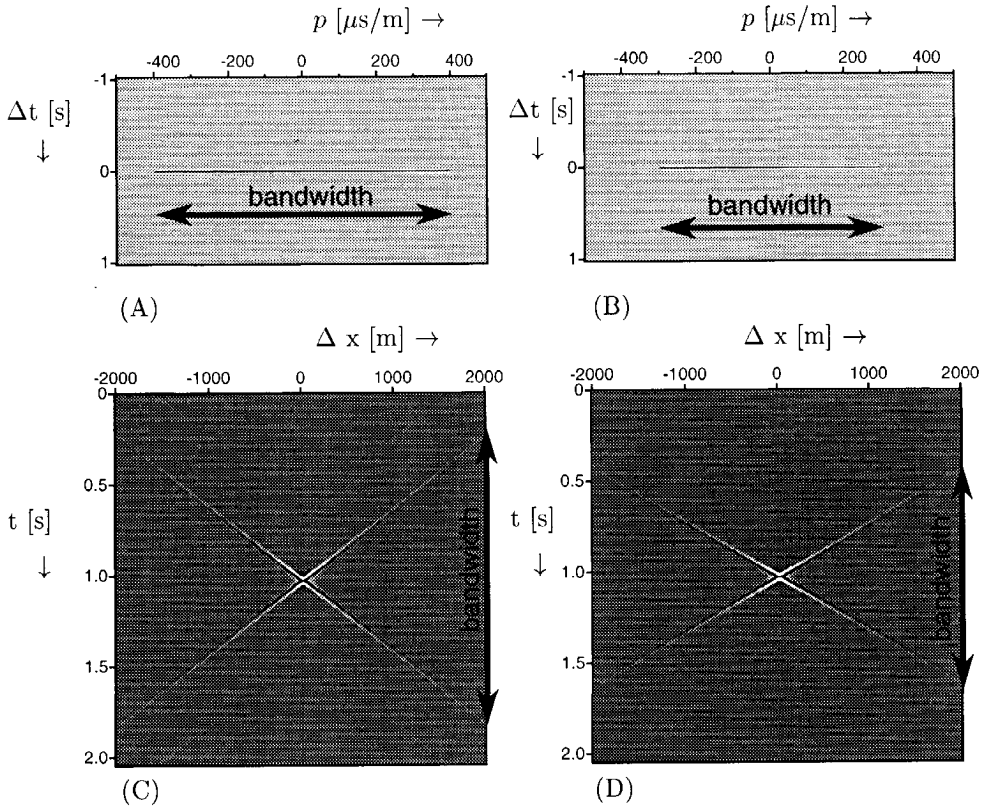 p [μs/m] →
-400 -200 0 200 400
Δt [s]
↓
-1
0
1
bandwidth
(A)
p [μs/m] →
-400 -200 0 200 400
Δt [s]
↓
-1
0
1
bandwidth
(B)
Δ x [m] →
-2000 -1000 0 1000 2000
t [s]
↓
0
0.5
1.0
1.5
2.0
bandwidth
(C)
Δ x [m] →
-2000 -1000 0 1000 2000
t [s]
↓
0
0.5
1.0
1.5
2.0
bandwidth
(D)